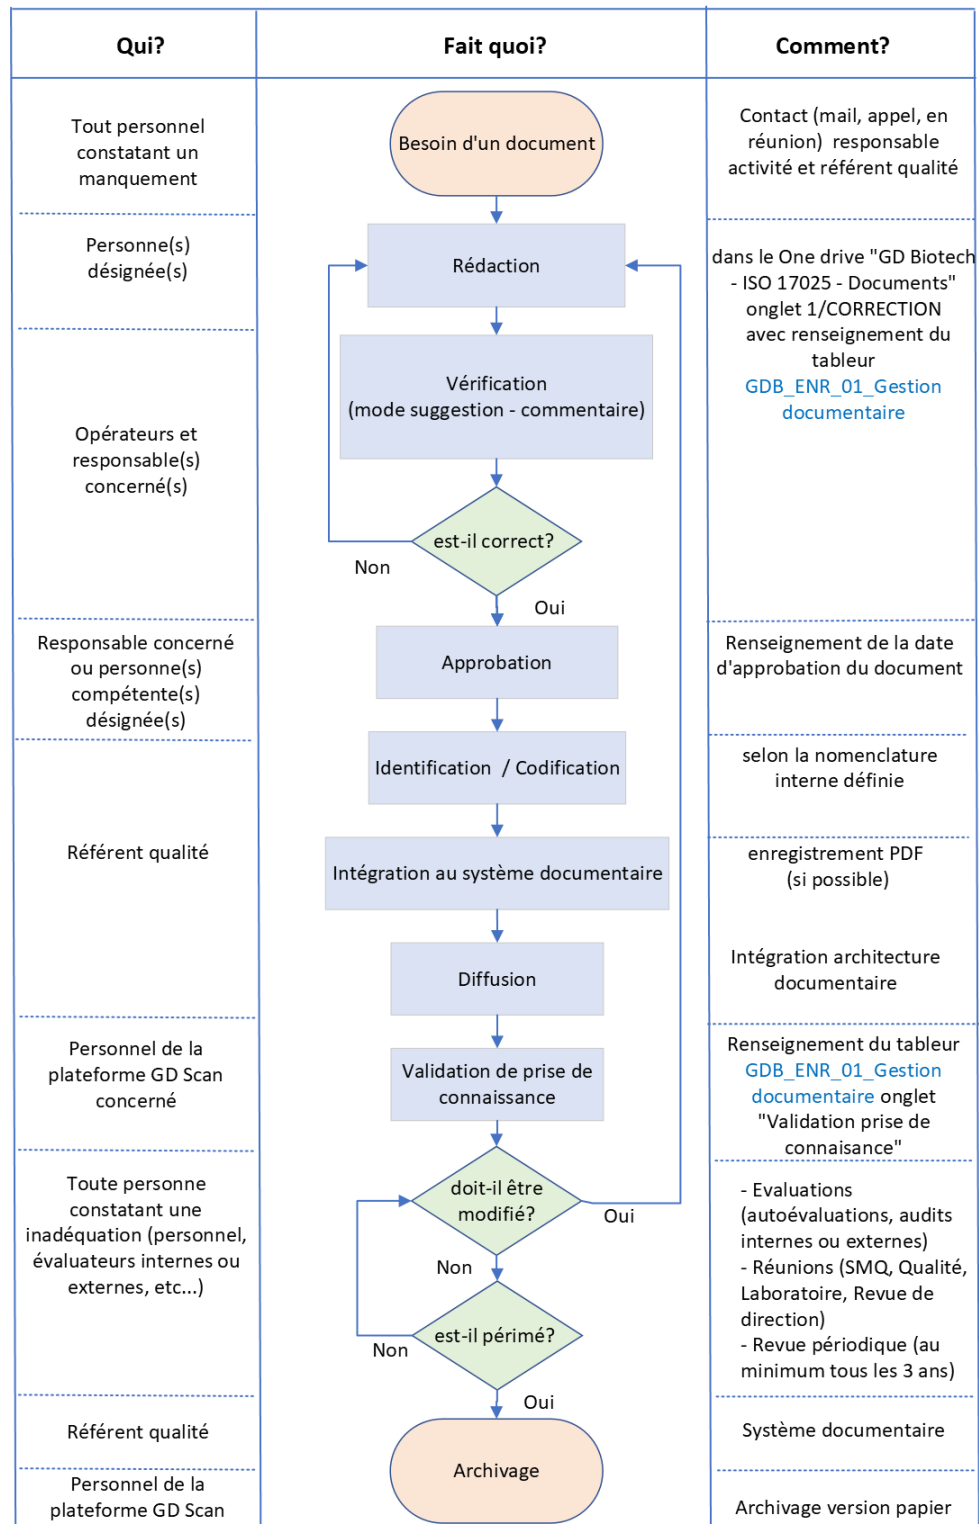 Qui?
Fait quoi?
Comment?
Tout personnel
constatant un
manquement
Besoin d'un document
Contact (mail, appel, en
réunion)  responsable
activité et référent qualité
Personne(s)
désignée(s)
Rédaction
dans le One drive "GD Biotech
- ISO 17025 - Documents"
onglet 1/CORRECTION
avec renseignement du
tableur
GDB_ENR_01_Gestion
documentaire
Vérification
(mode suggestion - commentaire)
Opérateurs et
responsable(s)
concerné(s)
est-il correct?
Non
Oui
Responsable concerné
ou personne(s)
compétente(s)
désignée(s)
Approbation
Renseignement de la date
d'approbation du document
Identification  / Codification
selon la nomenclature
interne définie
Référent qualité
Intégration au système documentaire
enregistrement PDF
(si possible)
Diffusion
Intégration architecture
documentaire
Personnel de la
plateforme GD Scan
concerné
Validation de prise de
connaissance
Renseignement du tableur
GDB_ENR_01_Gestion
documentaire onglet
"Validation prise de
connaisance"
Toute personne
constatant une
inadéquation (personnel,
évaluateurs internes ou
externes, etc...)
doit-il être
modifié?
Oui
Non
- Evaluations
(autoévaluations, audits
internes ou externes)
- Réunions (SMQ, Qualité,
Laboratoire, Revue de
direction)
- Revue périodique (au
minimum tous les 3 ans)
est-il périmé?
Non
Oui
Référent qualité
Archivage
Système documentaire
Personnel de la
plateforme GD Scan
Archivage version papier